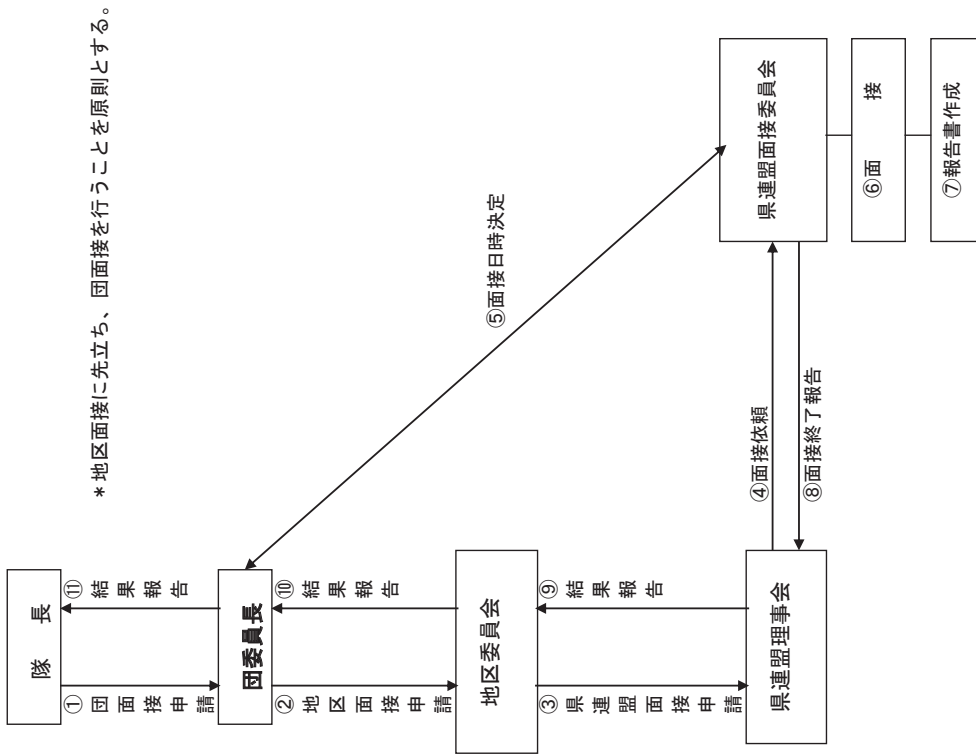 ＊地区面接に先立ち、団面接を行うことを原則とする。
隊　長
①団面接申請
⑪結果報告
団委員長
②地区面接申請
⑩結果報告
地区委員会
③県連盟面接申請
⑨結果報告
県連盟理事会
④面接依頼
⑧面接終了報告
⑤面接日時決定
県連盟面接委員会
⑥面　接
⑦報告書作成